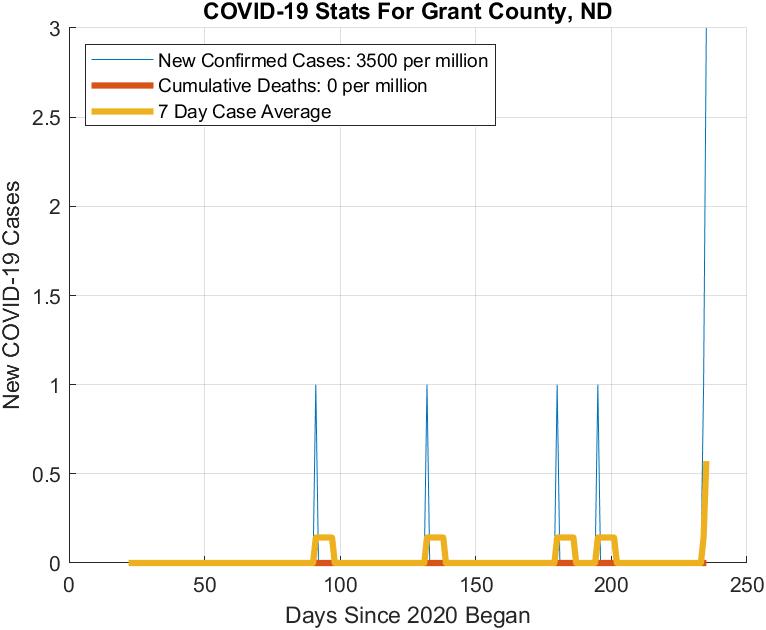 COVID-19 Stats For Grant County, ND
New Confirmed Cases: 3500 per million
Cumulative Deaths: 0 per million
7 Day Case Average
New COVID-19 Cases
3
2.5
2
1.5
1
0.5
0
0 50 100 150 200 250
Days Since 2020 Began